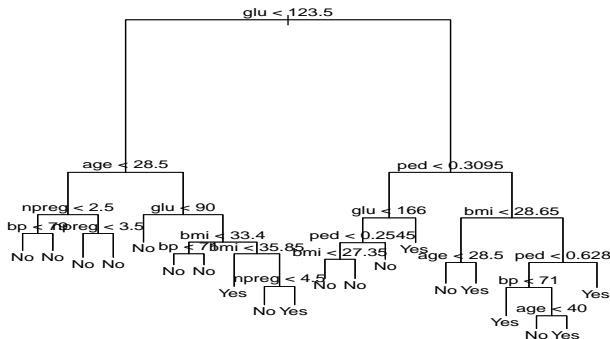 glu < 123.5
age < 28.5
ped < 0.3095
npreg < 2.5
glu < 90
glu < 166
bmi < 28.65
bp < 79
npreg < 3.5
bmi < 33.4
ped < 0.2545
age < 28.5
ped < 0.628
No
No
No
No
No
bmi < 35.85
bmi < 27.35
No
Yes
No
Yes
bp < 71
Yes
No
No
Yes
npreg < 4.5
No
No
Yes
age < 40
No
Yes
No
Yes